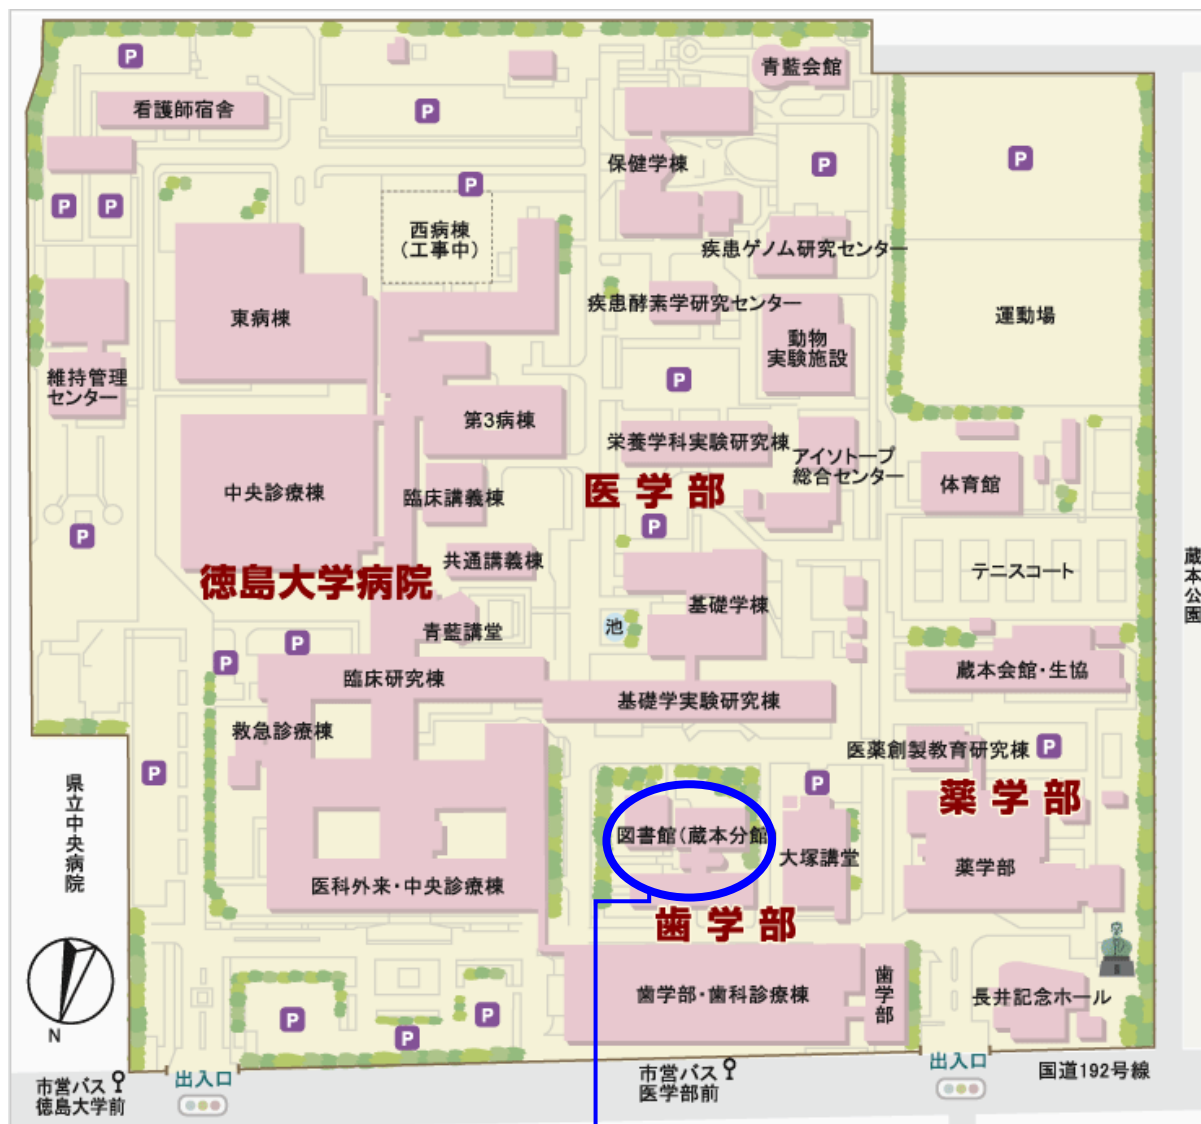 P
青藍会館
看護師宿舎
P
保健学棟
P
P
P
P
P
西病棟
(工事中)
疾患ゲノム研究センター
東病棟
疾患酵素学研究センター
運動場
動物
実験施設
維持管理
センター
P
第3病棟
栄養学科実験研究棟
アイソトープ
総合センター
中央診療棟
臨床講義棟
医学部
体育館
P
P
共通講義棟
テニスコート
蔵本公園
徳島大学病院
基礎学棟
青藍講堂
池
P
P
臨床研究棟
蔵本会館・生協
基礎学実験研究棟
救急診療棟
医薬創製教育研究棟
P
P
P
県立中央病院
薬学部
図書館(蔵本分館
大塚講堂
薬学部
医科外来・中央診療棟
歯学部
歯学部・歯科診療棟
歯学部
長井記念ホール
P
P
P
N
出入口
市営バス
徳島大学前
市営バス
医学部前
出入口
国道192号線